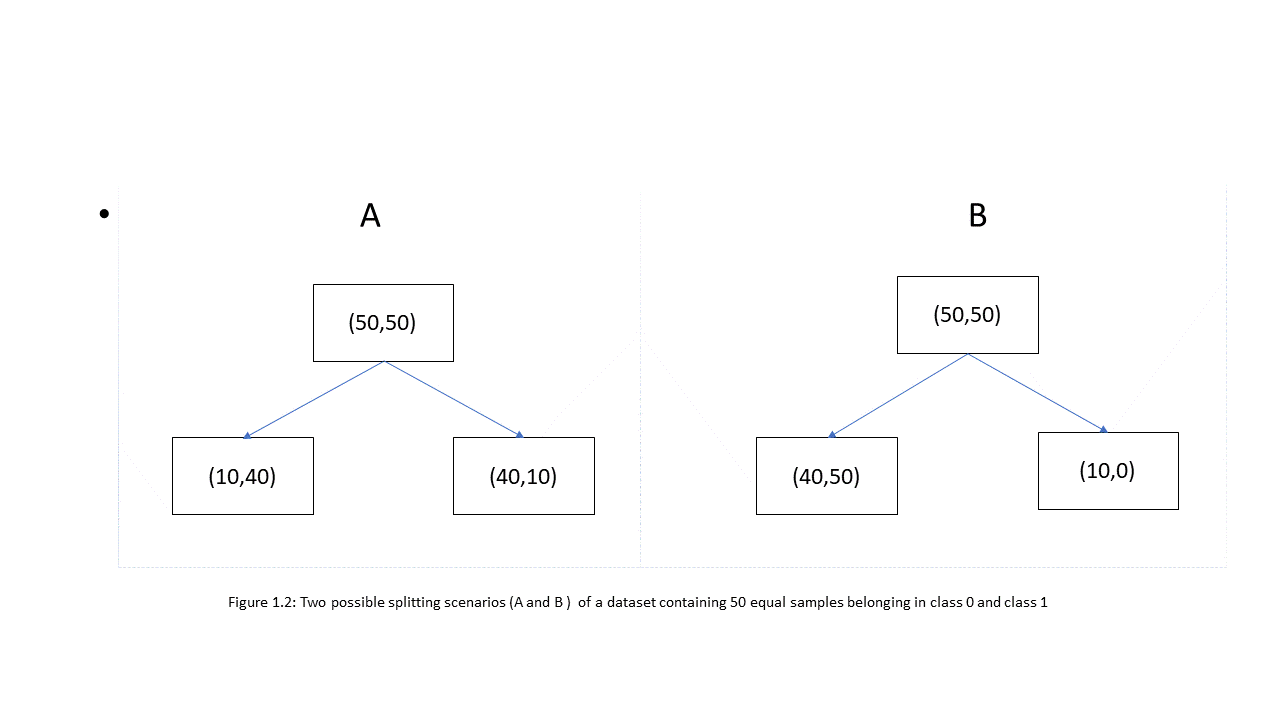 A
B
(50,50)
(50,50)
(10,40)
(40,10)
(40,50)
(10,0)
Figure 1.2: Two possible splitting scenarios (A and B ) of a dataset containing 50 equal samples belonging in class 0 and class 1